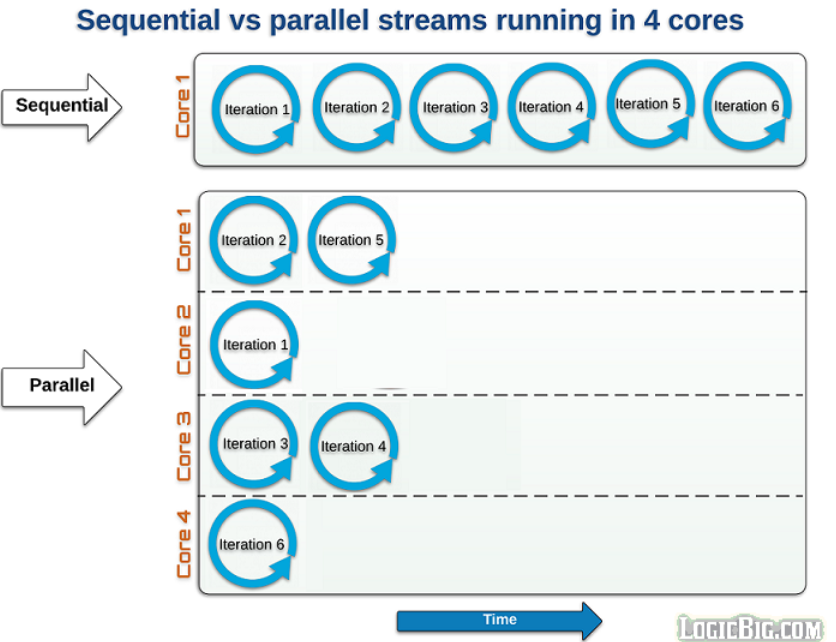 Sequential vs parallel streams running in 4 cores
Sequential
Core 1
Iteration 1
Iteration 2
Iteration 3
Iteration 4
Iteration 5
Iteration 6
Parallel
Core 1
Iteration 2
Iteration 5
Core 2
Iteration 1
Core 3
Iteration 3
Iteration 4
Core 4
Iteration 6
Time
LogicBig.com